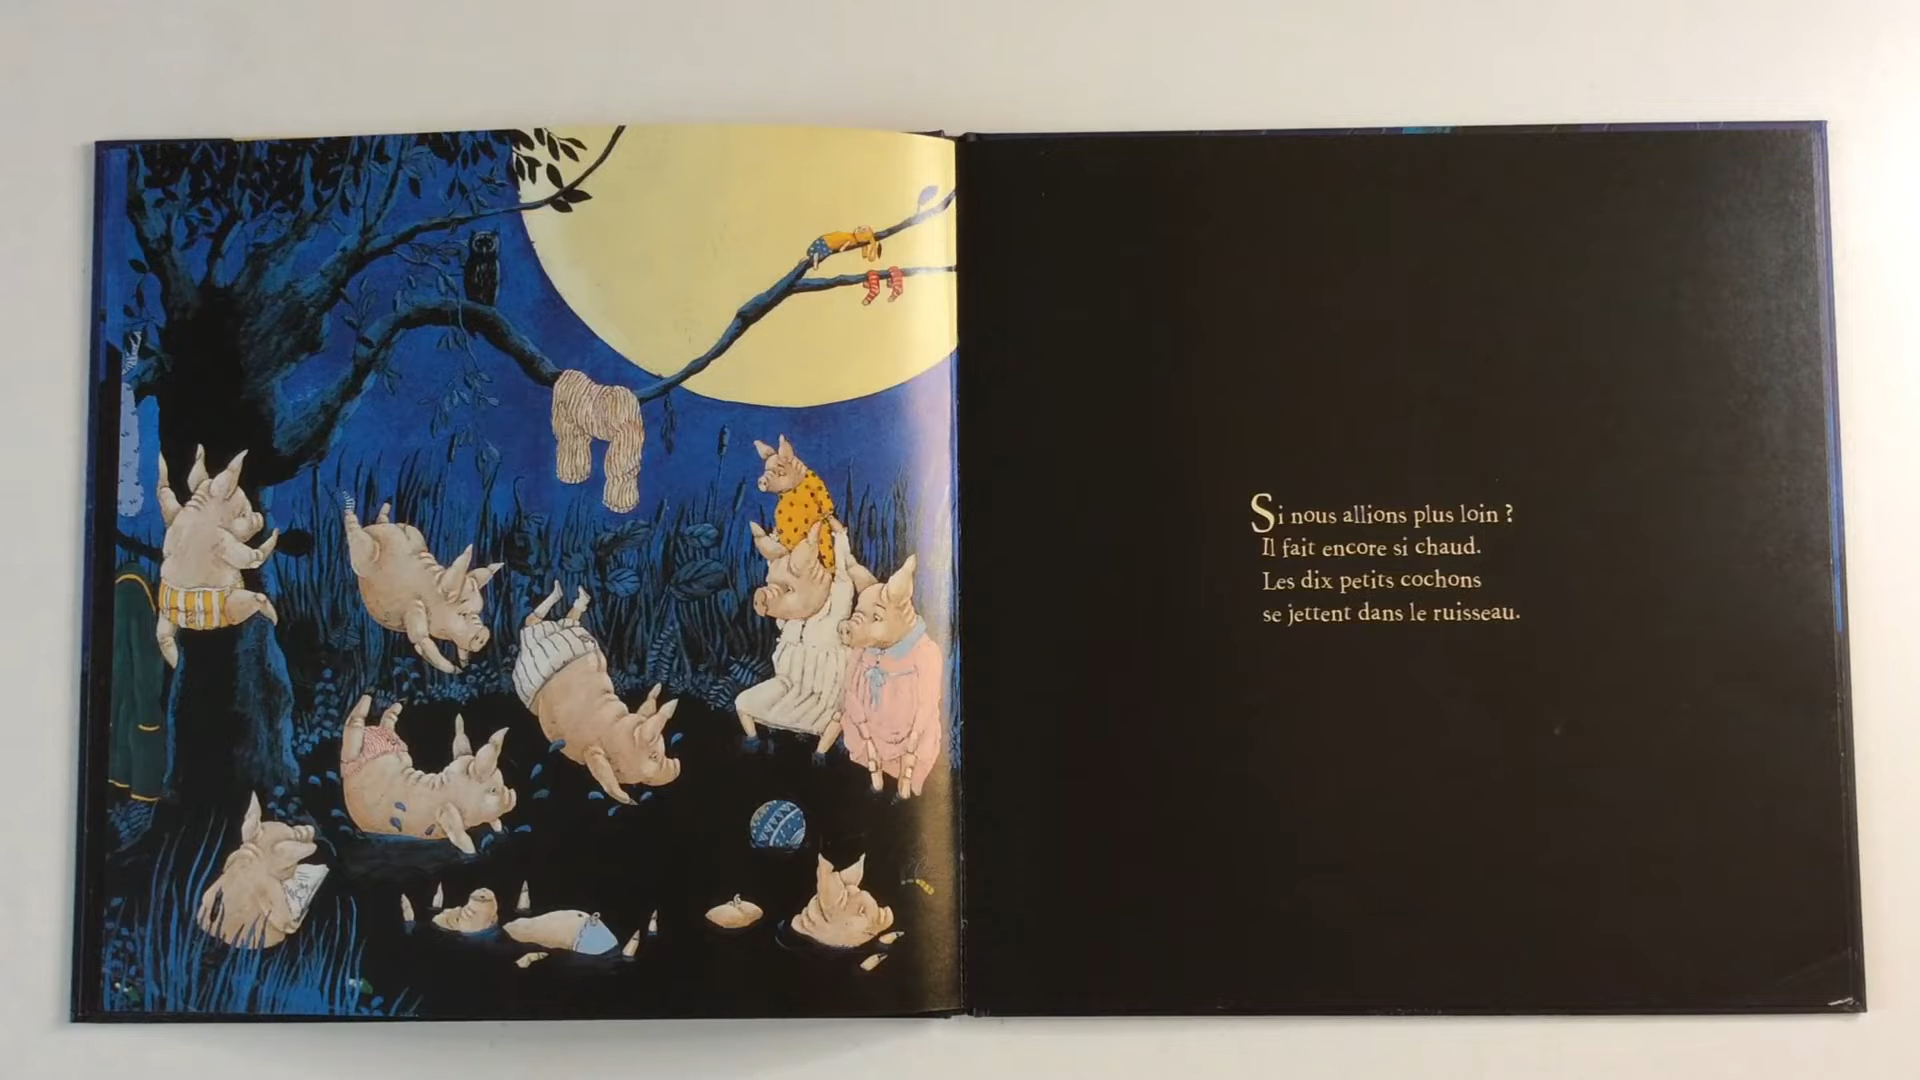 Si nous allions plus loin ?
Il fait encore si chaud.
Les dix petits cochons
se jettent dans le ruisseau.